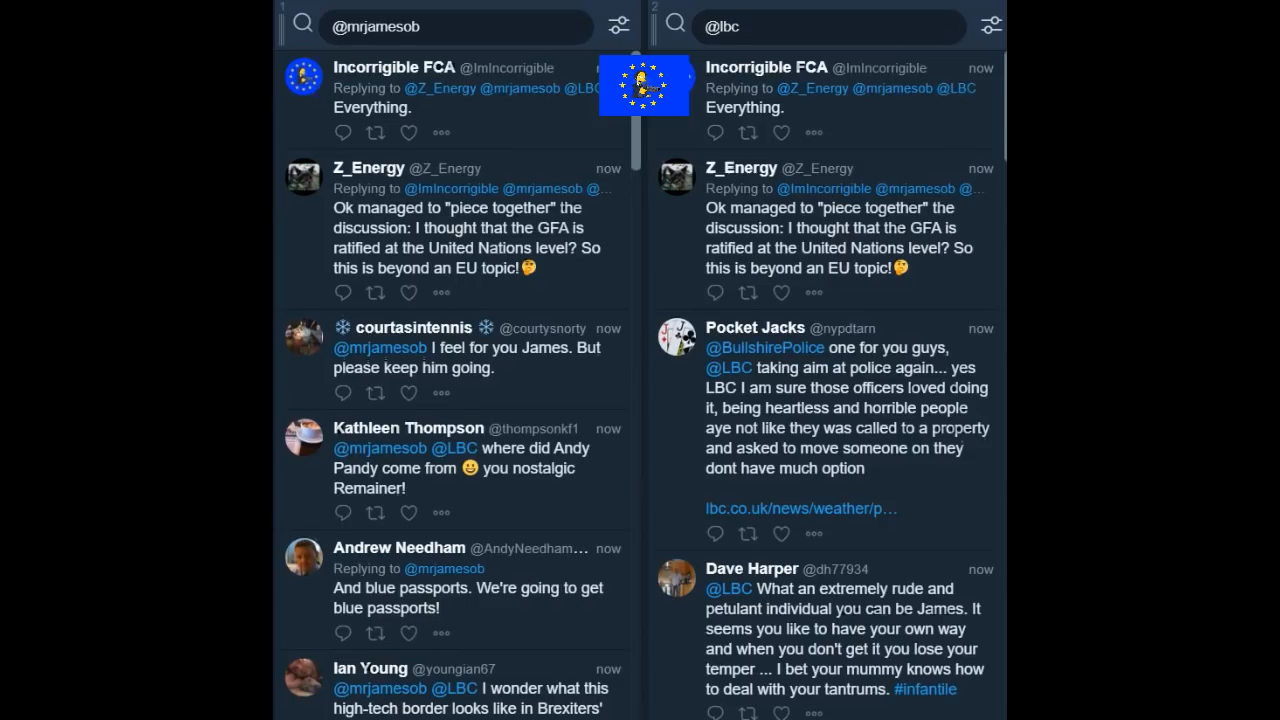 1
@mrjamesob
Incorrigible FCA @ImIncorrigible
Replying to @Z_Energy @mrjamesob @LBC
Everything.
Z_Energy @Z_Energy now
Replying to @ImIncorrigible @mrjamesob @...
Ok managed to "piece together" the
discussion: I thought that the GFA is
ratified at the United Nations level? So
this is beyond an EU topic!🤔
❄️ courtasintennis ❄️ @courtysnorty now
@mrjamesob I feel for you James. But
please keep him going.
Kathleen Thompson @thompsonkf1 now
@mrjamesob @LBC where did Andy
Pandy come from 😀 you nostalgic
Remainer!
Andrew Needham @AndyNeedham... now
Replying to @mrjamesob
And blue passports. We're going to get
blue passports!
Ian Young @youngian67 now
@mrjamesob @LBC I wonder what this
high-tech border looks like in Brexiters'
2
@lbc
Incorrigible FCA @ImIncorrigible now
Replying to @Z_Energy @mrjamesob @LBC
Everything.
Z_Energy @Z_Energy now
Replying to @ImIncorrigible @mrjamesob @...
Ok managed to "piece together" the
discussion: I thought that the GFA is
ratified at the United Nations level? So
this is beyond an EU topic!🤔
Pocket Jacks @nypdtarn now
@BullshirePolice one for you guys,
@LBC taking aim at police again... yes
LBC I am sure those officers loved doing
it, being heartless and horrible people
aye not like they was called to a property
and asked to move someone on they
dont have much option
lbc.co.uk/news/weather/p…
Dave Harper @dh77934 now
@LBC What an extremely rude and
petulant individual you can be James. It
seems you like to have your own way
and when you don't get it you lose your
temper ... I bet your mummy knows how
to deal with your tantrums. #infantile